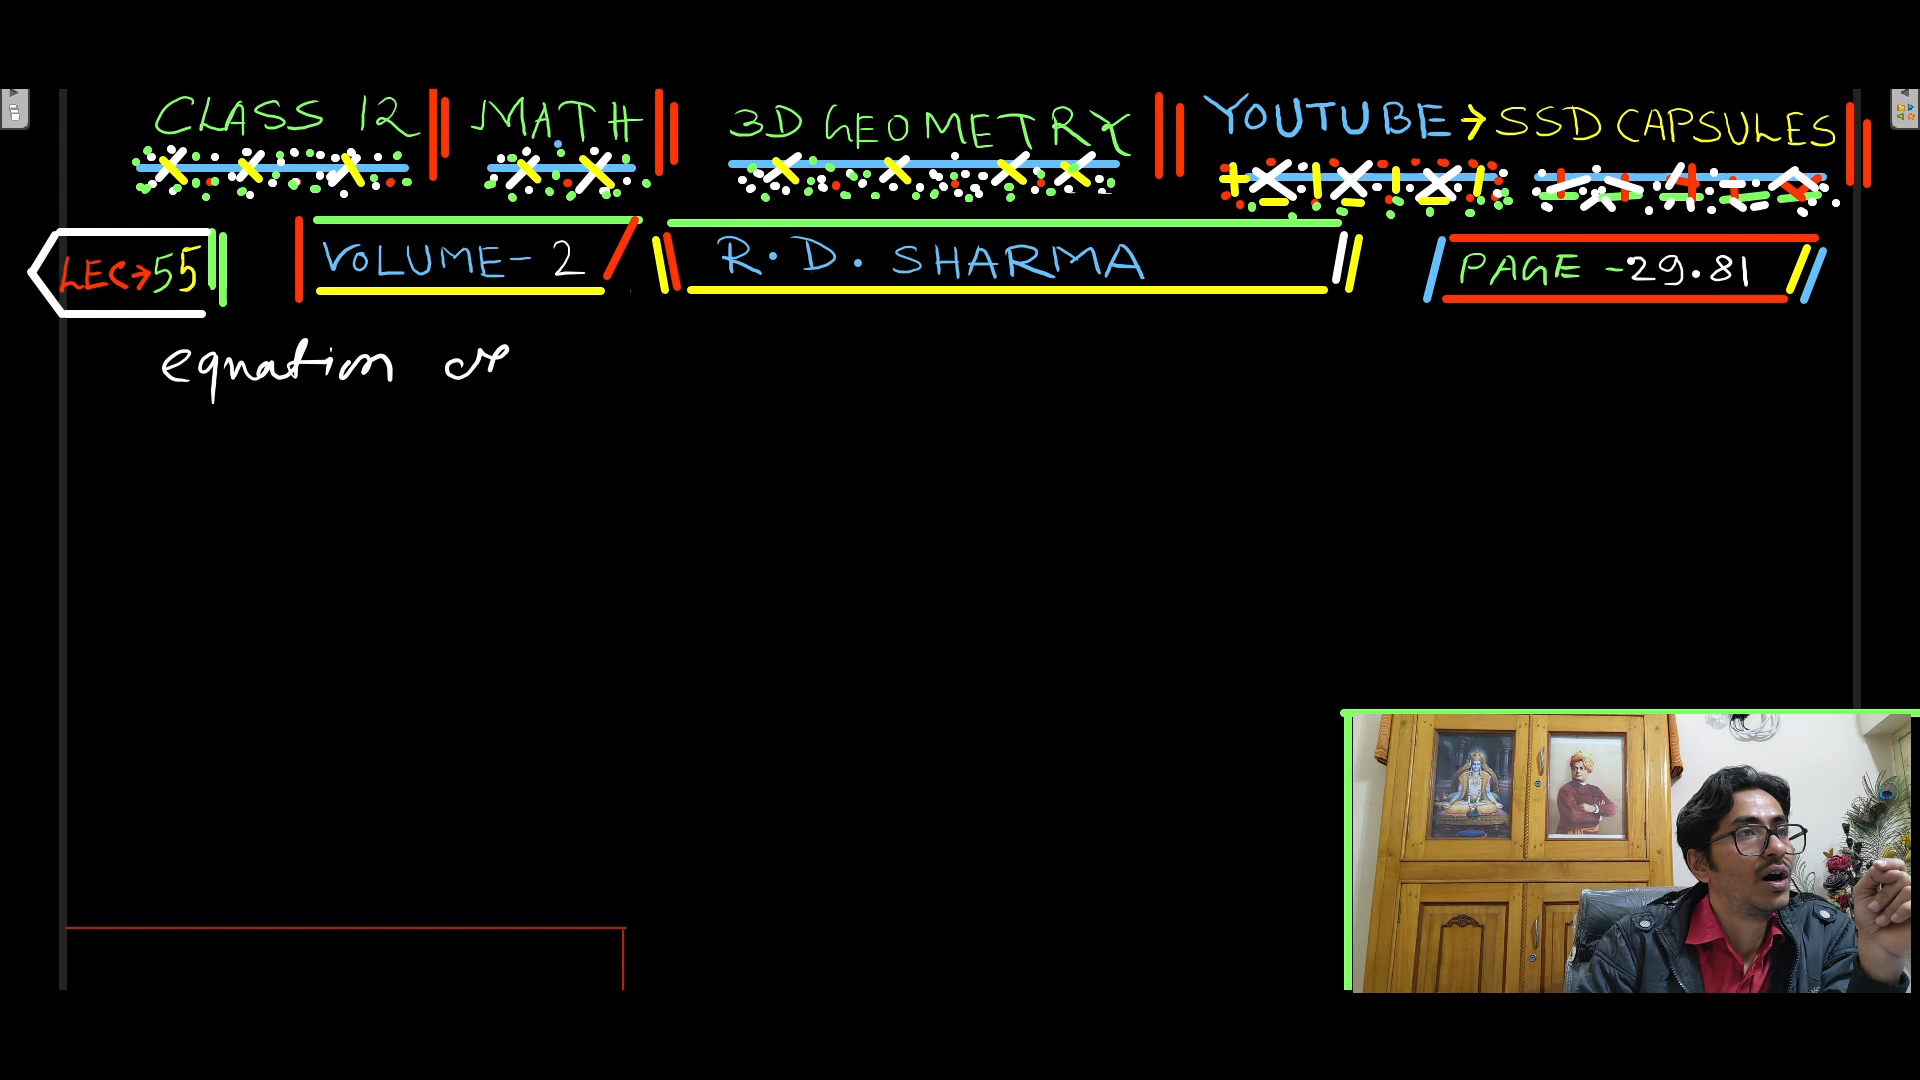 CLASS 12 || MATH || 3D GEOMETRY || YOUTUBE → SSD CAPSULES ||
LEC→55 || VOLUME-2 / R. D. SHARMA || PAGE -29.81 //
equation of